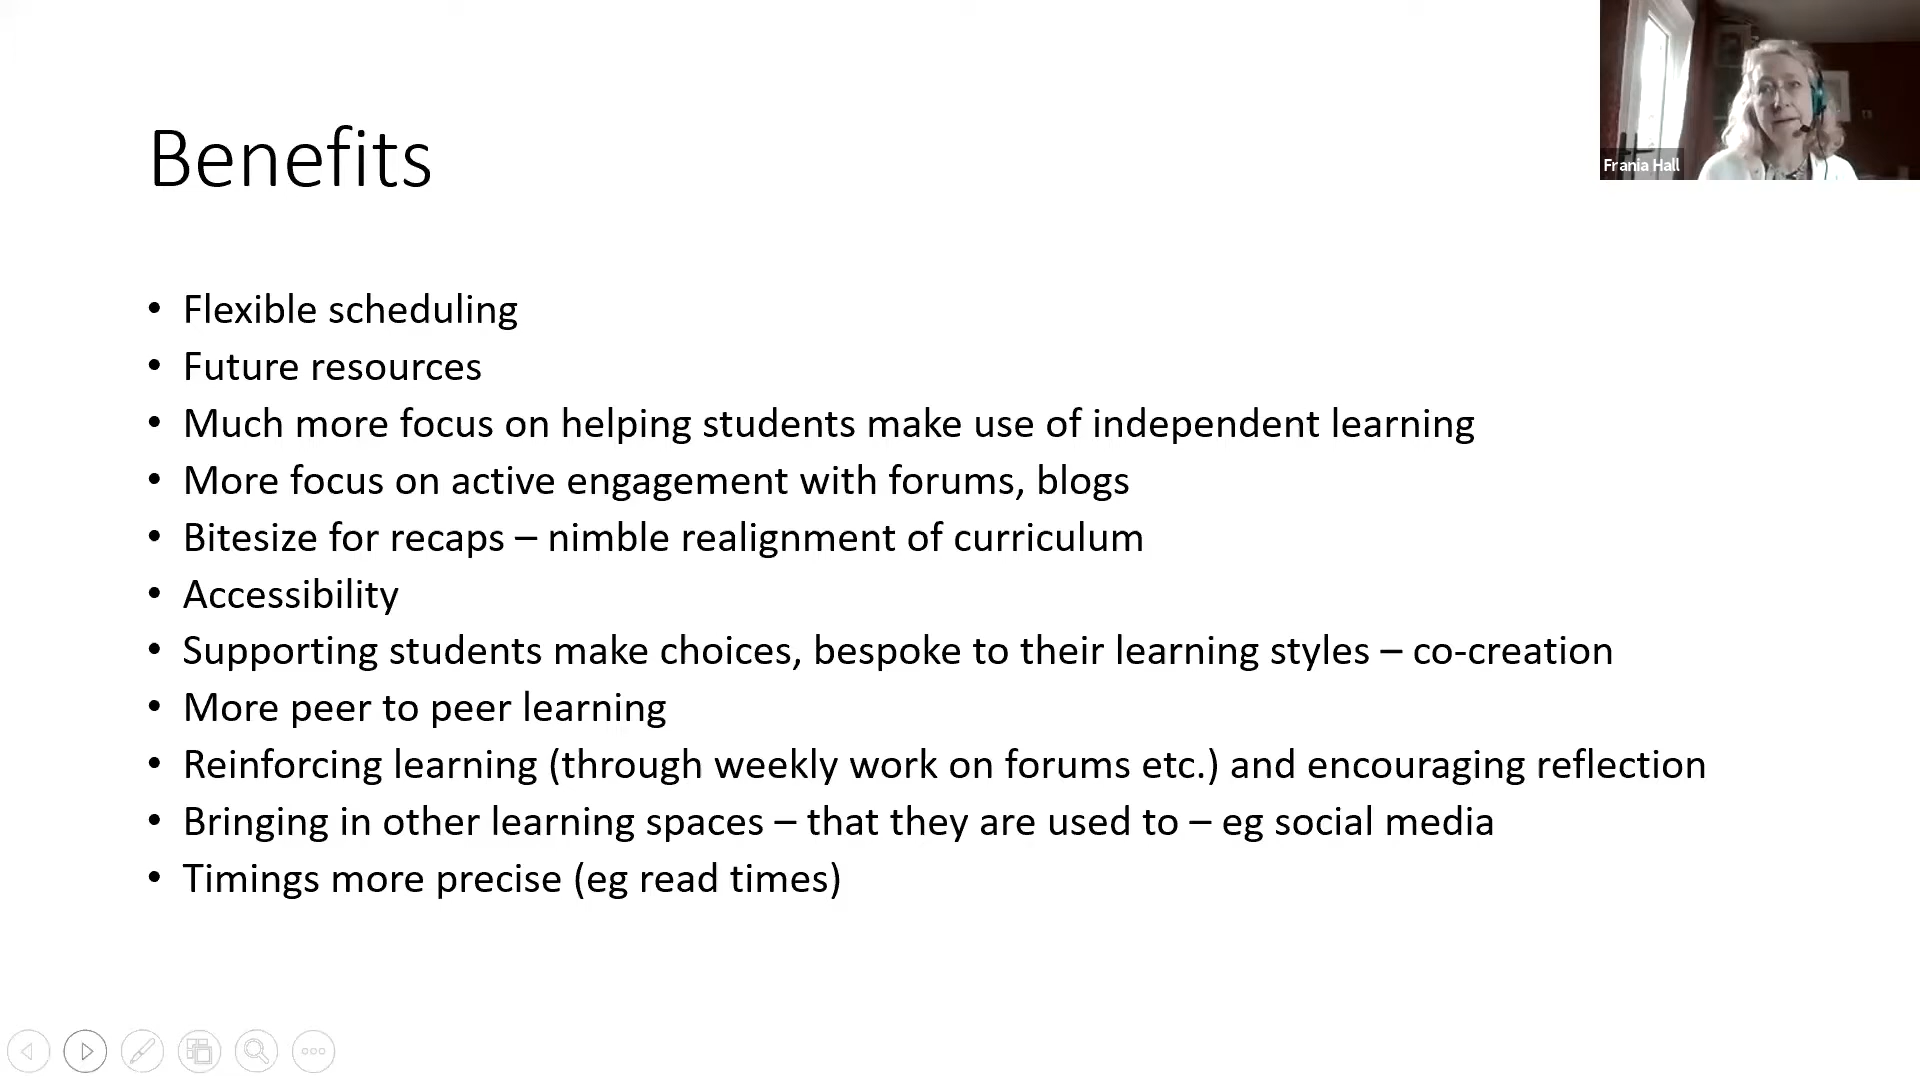 Benefits
Frania Hall
• Flexible scheduling
• Future resources
• Much more focus on helping students make use of independent learning
• More focus on active engagement with forums, blogs
• Bitesize for recaps – nimble realignment of curriculum
• Accessibility
• Supporting students make choices, bespoke to their learning styles – co-creation
• More peer to peer learning
• Reinforcing learning (through weekly work on forums etc.) and encouraging reflection
• Bringing in other learning spaces – that they are used to – eg social media
• Timings more precise (eg read times)